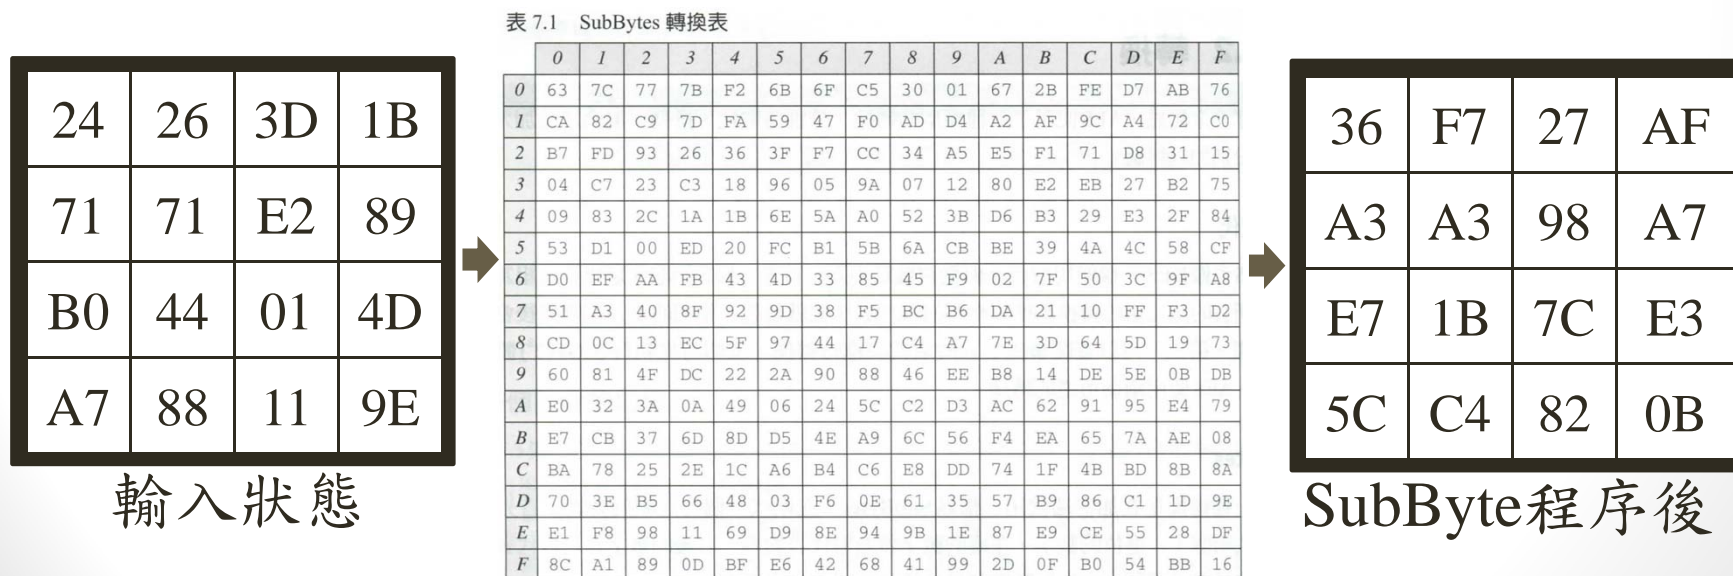 表 7.1 SubBytes 轉換表
24 26 3D 1B
71 71 E2 89
B0 44 01 4D
A7 88 11 9E
輸入狀態
0 1 2 3 4 5 6 7 8 9 A B C D E F
0 63 7C 77 7B F2 6B 6F C5 30 01 67 2B FE D7 AB 76
1 CA 82 C9 7D FA 59 47 F0 AD D4 A2 AF 9C A4 72 C0
2 B7 FD 93 26 36 3F F7 CC 34 A5 E5 F1 71 D8 31 15
3 04 C7 23 C3 18 96 05 9A 07 12 80 E2 EB 27 B2 75
4 09 83 2C 1A 1B 6E 5A A0 52 3B D6 B3 29 E3 2F 84
5 53 D1 00 ED 20 FC B1 5B 6A CB BE 39 4A 4C 58 CF
6 D0 EF AA FB 43 4D 33 85 45 F9 02 7F 50 3C 9F A8
7 51 A3 40 8F 92 9D 38 F5 BC B6 DA 21 10 FF F3 D2
8 CD 0C 13 EC 5F 97 44 17 C4 A7 7E 3D 64 5D 19 73
9 60 81 4F DC 22 2A 90 88 46 EE B8 14 DE 5E 0B DB
A E0 32 3A 0A 49 06 24 5C C2 D3 AC 62 91 95 E4 79
B E7 CB 37 6D 8D D5 4E A9 6C 56 F4 EA 65 7A AE 08
C BA 78 25 2E 1C A6 B4 C6 E8 DD 74 1F 4B BD 8B 8A
D 70 3E B5 66 48 03 F6 0E 61 35 57 B9 86 C1 1D 9E
E E1 F8 98 11 69 D9 8E 94 9B 1E 87 E9 CE 55 28 DF
F 8C A1 89 0D BF E6 42 68 41 99 2D 0F B0 54 BB 16
36 F7 27 AF
A3 A3 98 A7
E7 1B 7C E3
5C C4 82 0B
SubByte程序後